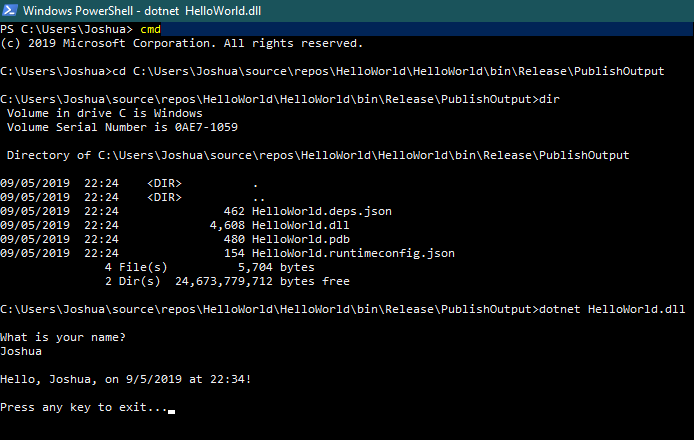 Windows PowerShell - dotnet  HelloWorld.dll
PS C:\Users\Joshua> cmd
(c) 2019 Microsoft Corporation. All rights reserved.
C:\Users\Joshua>cd C:\Users\Joshua\source\repos\HelloWorld\HelloWorld\bin\Release\PublishOutput
C:\Users\Joshua\source\repos\HelloWorld\HelloWorld\bin\Release\PublishOutput>dir
 Volume in drive C is Windows
 Volume Serial Number is 0AE7-1059
 Directory of C:\Users\Joshua\source\repos\HelloWorld\HelloWorld\bin\Release\PublishOutput
09/05/2019  22:24    <DIR>          .
09/05/2019  22:24    <DIR>          ..
09/05/2019  22:24               462 HelloWorld.deps.json
09/05/2019  22:24             4,608 HelloWorld.dll
09/05/2019  22:24               480 HelloWorld.pdb
09/05/2019  22:24               154 HelloWorld.runtimeconfig.json
               4 File(s)          5,704 bytes
               2 Dir(s)  24,673,779,712 bytes free
C:\Users\Joshua\source\repos\HelloWorld\HelloWorld\bin\Release\PublishOutput>dotnet HelloWorld.dll
What is your name?
Joshua
Hello, Joshua, on 9/5/2019 at 22:34!
Press any key to exit...